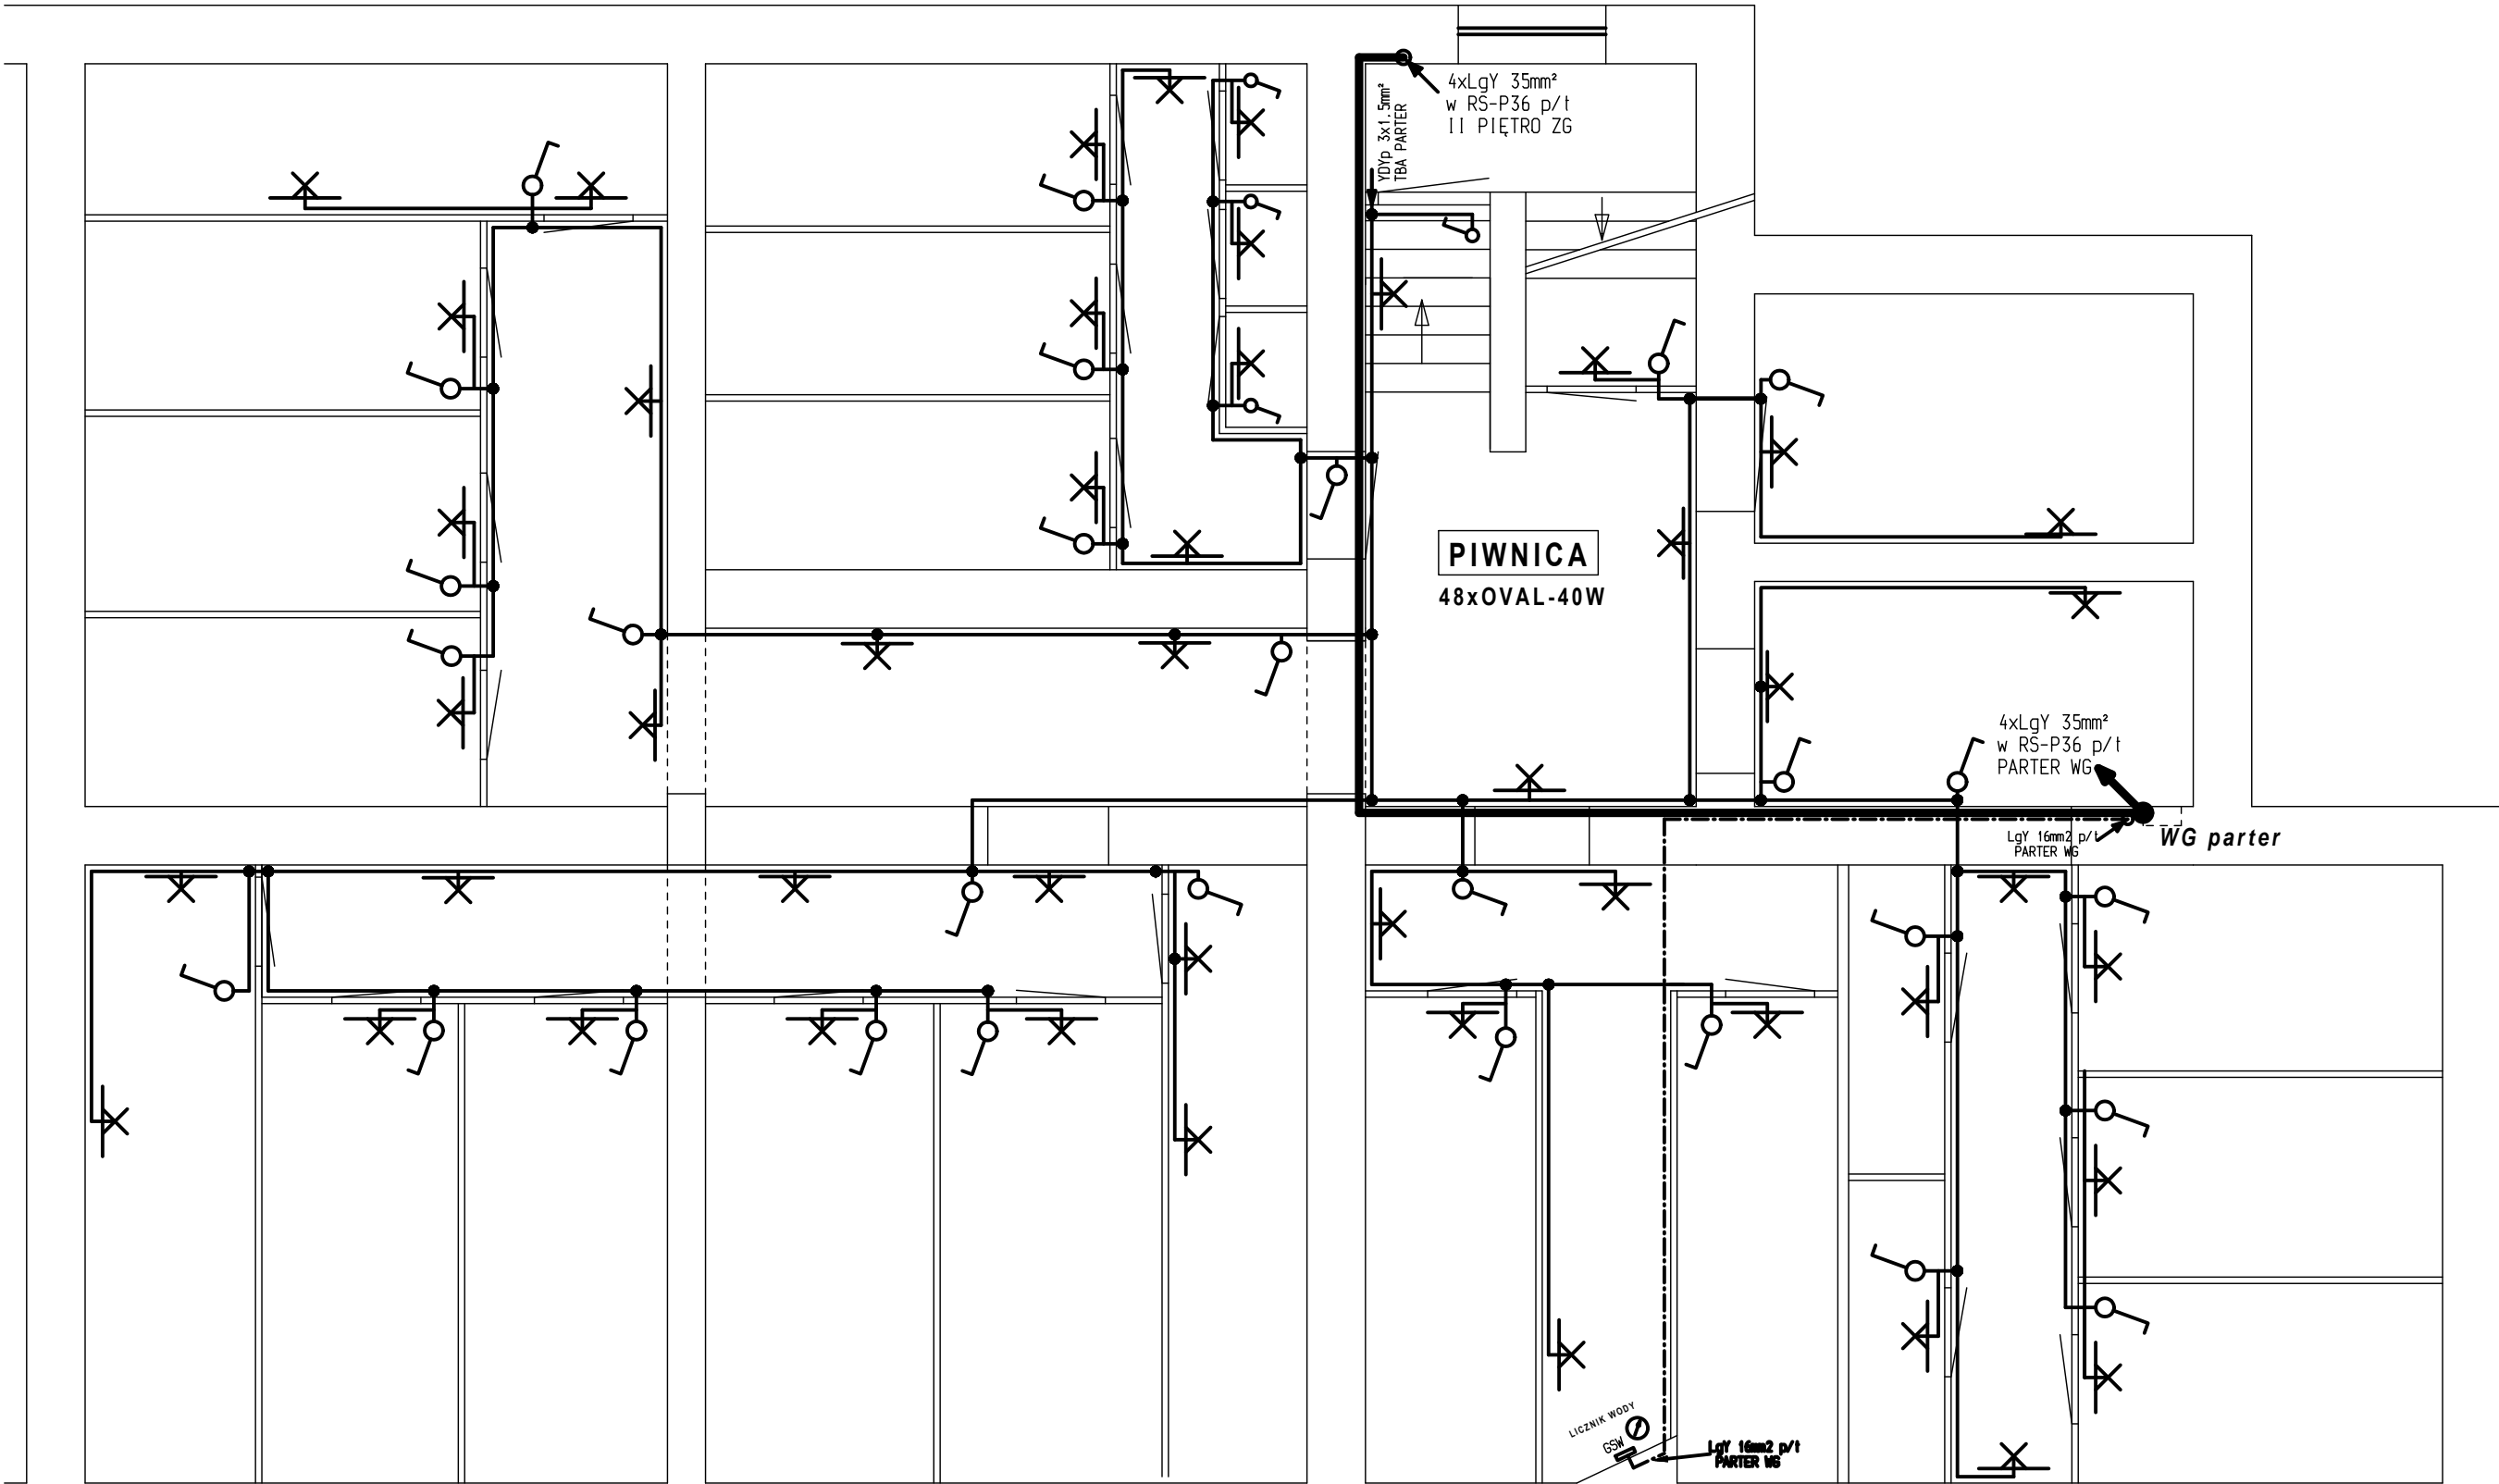 4xLgY 35mm²
w RS-P36 p/t
II PIĘTRO ZG
YDYp 3x1.5mm²
TBA PARTER
PIWNICA
48xOVAL-40W
4xLgY 35mm²
w RS-P36 p/t
PARTER WG
LgY 16mm2 p/t
PARTER WG
WG parter
LICZNIK WODY
GSW
LgY 16mm2 p/t
PARTER WG